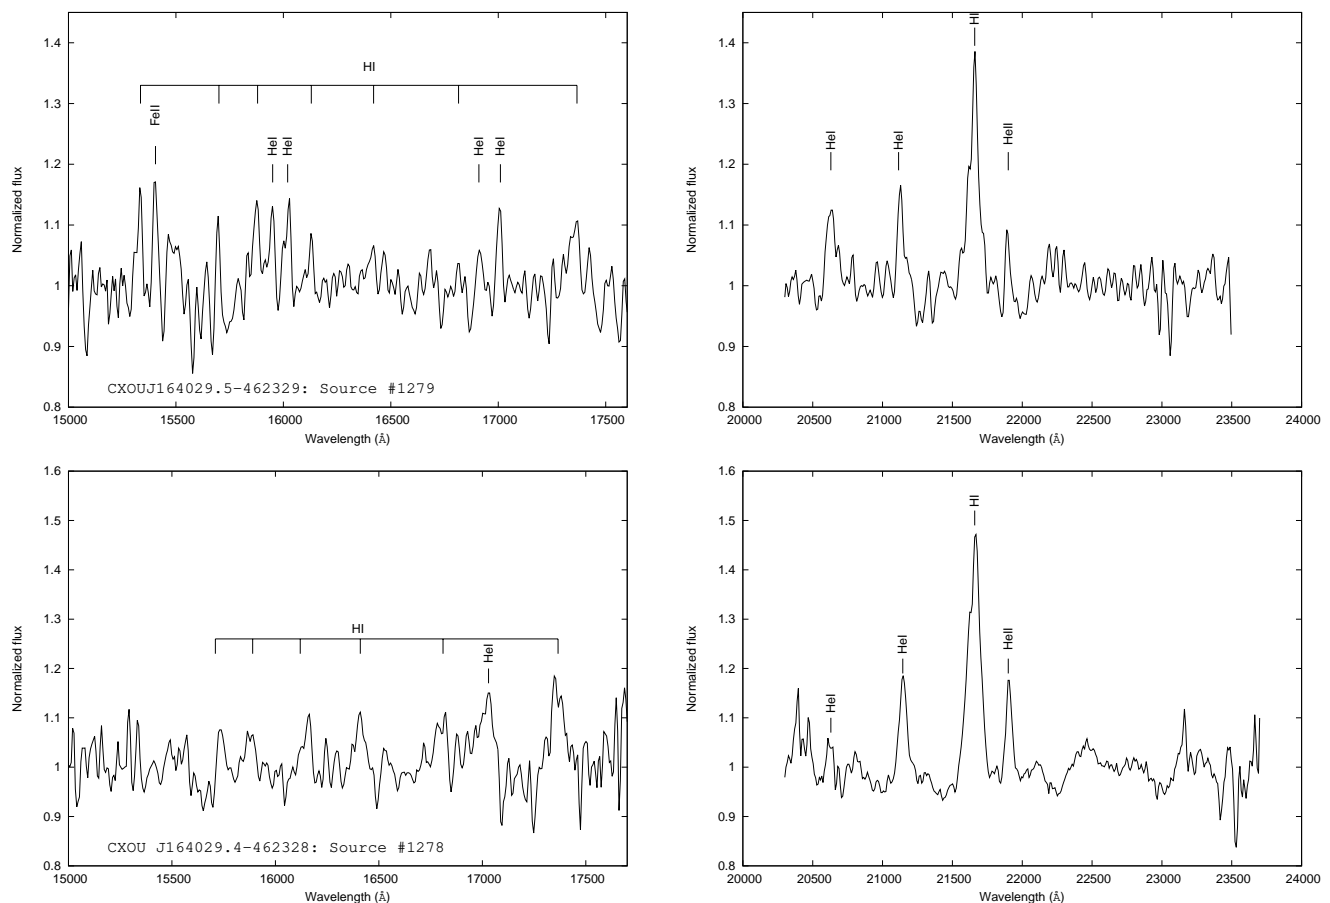 HI
FeII
HeI
HeI
HeI
HeI
Normalized flux
1.4
1.3
1.2
1.1
1
0.9
0.8
CXOUJ164029.5-462329: Source #1279
15000 15500 16000 16500 17000 17500
Wavelength (Å)
HI
HeI
HeI
HeII
Normalized flux
1.4
1.3
1.2
1.1
1
0.9
0.8
20000 20500 21000 21500 22000 22500 23000 23500 24000
Wavelength (Å)
HI
HeI
Normalized flux
1.6
1.5
1.4
1.3
1.2
1.1
1
0.9
0.8
CXOU J164029.4-462328: Source #1278
15000 15500 16000 16500 17000 17500
Wavelength (Å)
HI
HeI
HeII
HeI
Normalized flux
1.6
1.5
1.4
1.3
1.2
1.1
1
0.9
0.8
20000 20500 21000 21500 22000 22500 23000 23500 24000
Wavelength (Å)